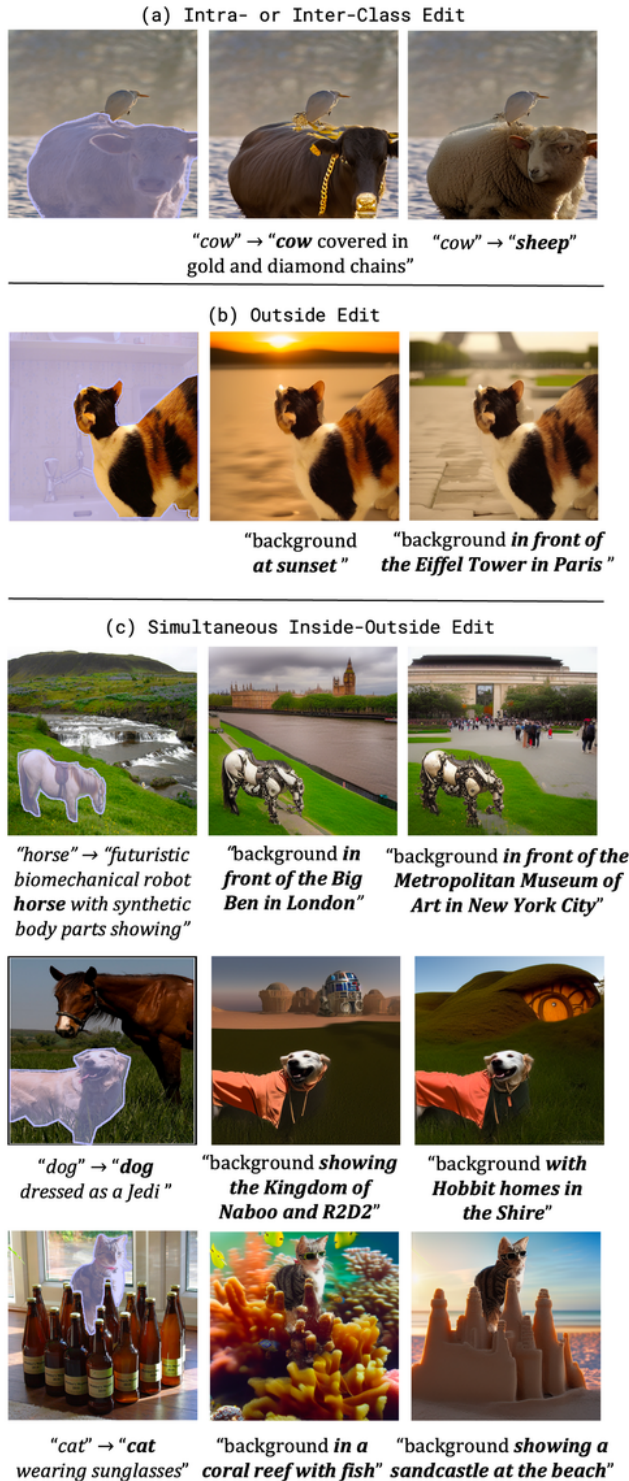 (a) Intra- or Inter-Class Edit
"cow" → "cow covered in
gold and diamond chains"
"cow" → "sheep"
(b) Outside Edit
"background
at sunset "
"background in front of
the Eiffel Tower in Paris "
(c) Simultaneous Inside-Outside Edit
"horse" → "futuristic
biomechanical robot
horse with synthetic
body parts showing"
"background in
front of the Big
Ben in London"
"background in front of the
Metropolitan Museum of
Art in New York City"
"dog" → "dog
dressed as a Jedi "
"background showing
the Kingdom of
Naboo and R2D2"
"background with
Hobbit homes in
the Shire"
"cat" → "cat
wearing sunglasses"
"background in a
coral reef with fish"
"background showing a
sandcastle at the beach"